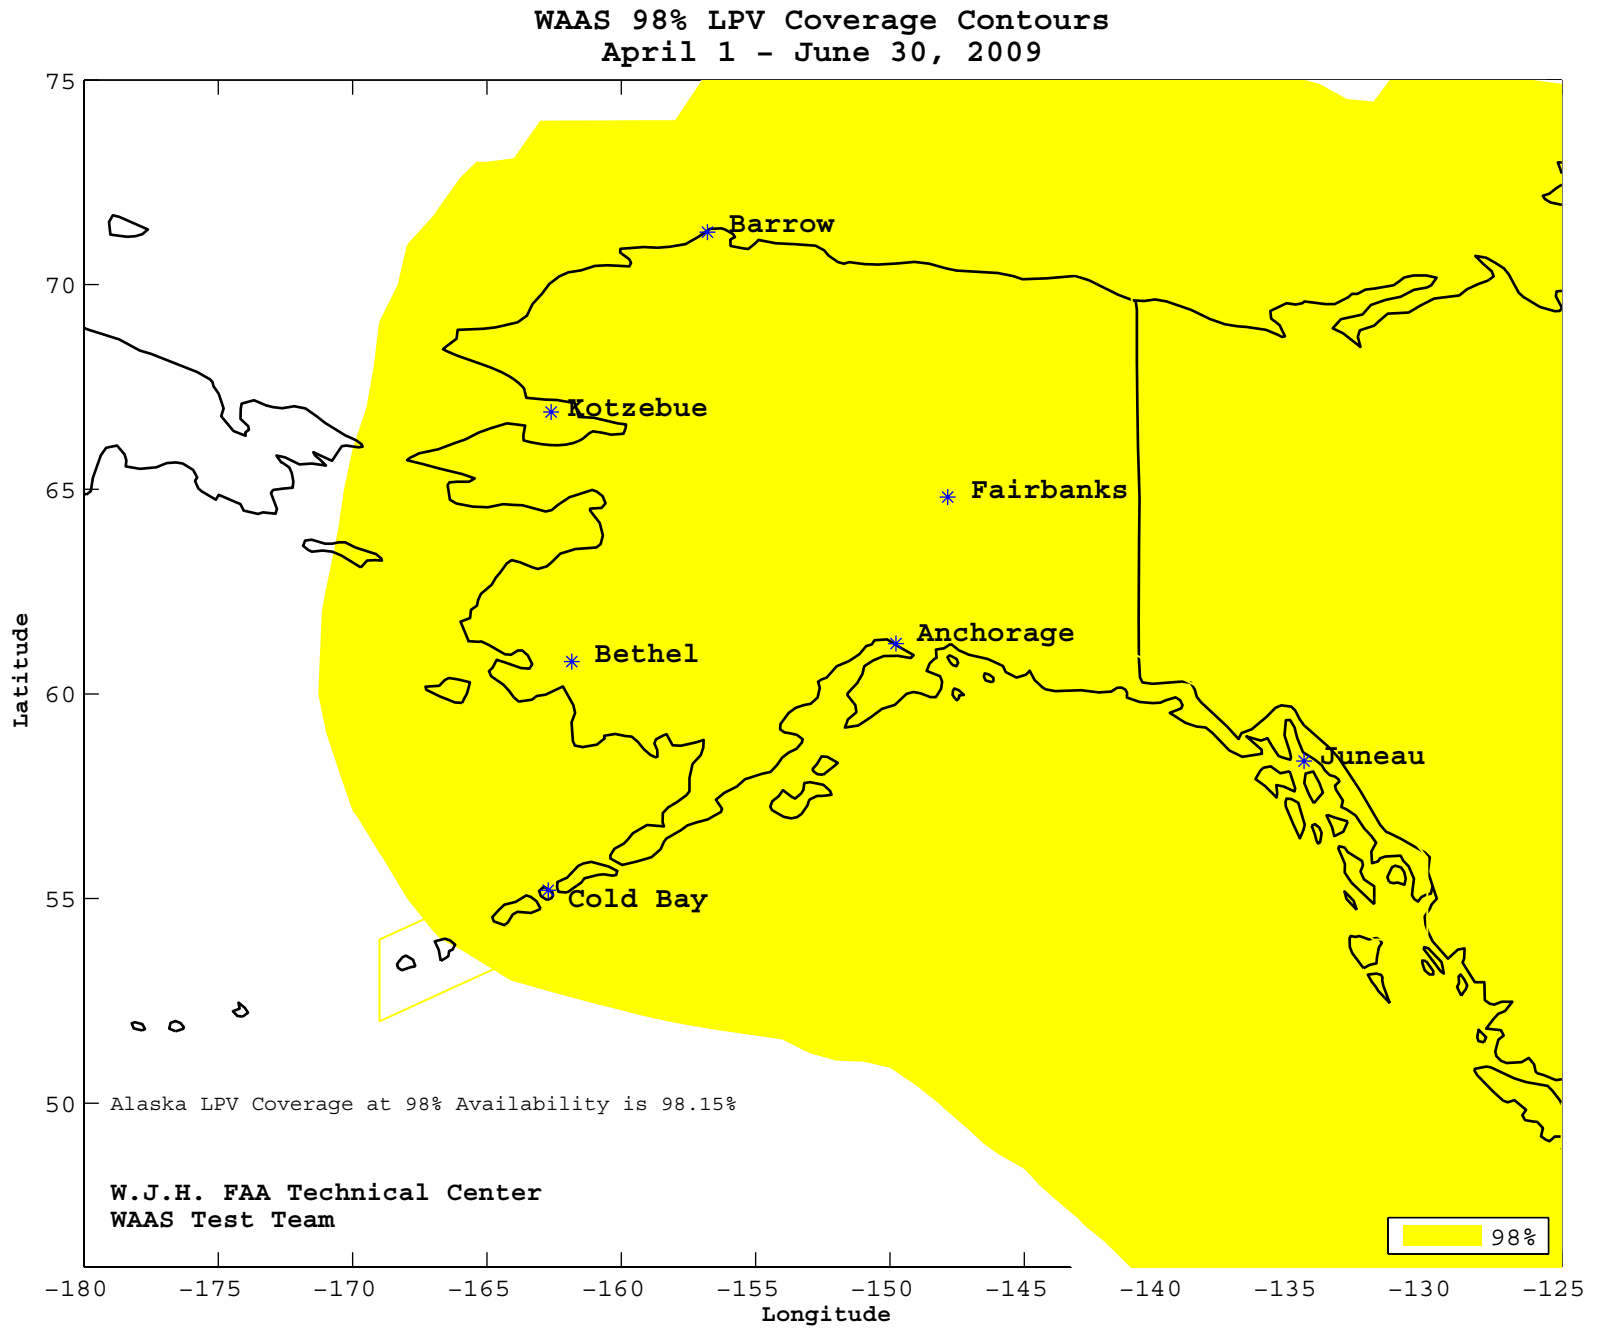 WAAS 98% LPV Coverage Contours
April 1 - June 30, 2009
75
70
65
60
55
50
Latitude
Barrow
Kotzebue
Fairbanks
Anchorage
Bethel
Juneau
Cold Bay
Alaska LPV Coverage at 98% Availability is 98.15%
W.J.H. FAA Technical Center
WAAS Test Team
98%
-180 -175 -170 -165 -160 -155 -150 -145 -140 -135 -130 -125
Longitude